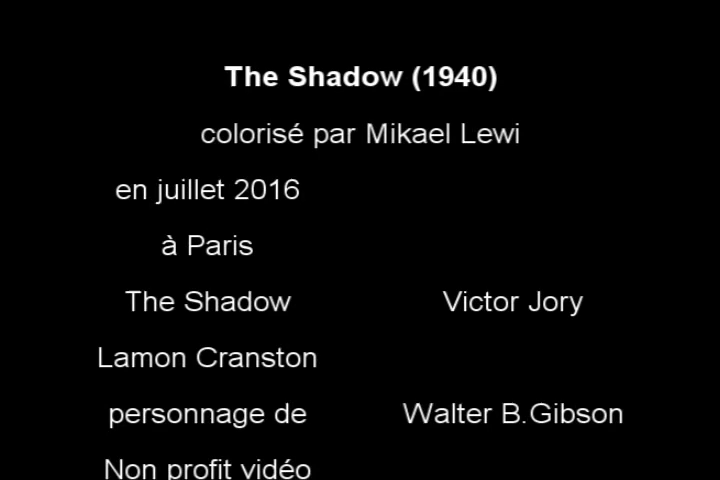 The Shadow (1940)
colorisé par Mikael Lewi
en juillet 2016
à Paris
The Shadow Victor Jory
Lamon Cranston
personnage de Walter B.Gibson
Non profit vidéo